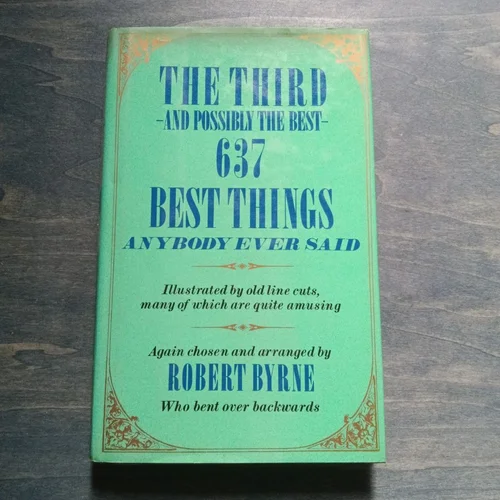 THE THIRD
-AND POSSIBLY THE BEST-
637
BEST THINGS
ANYBODY EVER SAID
Illustrated by old line cuts,
many of which are quite amusing
Again chosen and arranged by
ROBERT BYRNE
Who bent over backwards